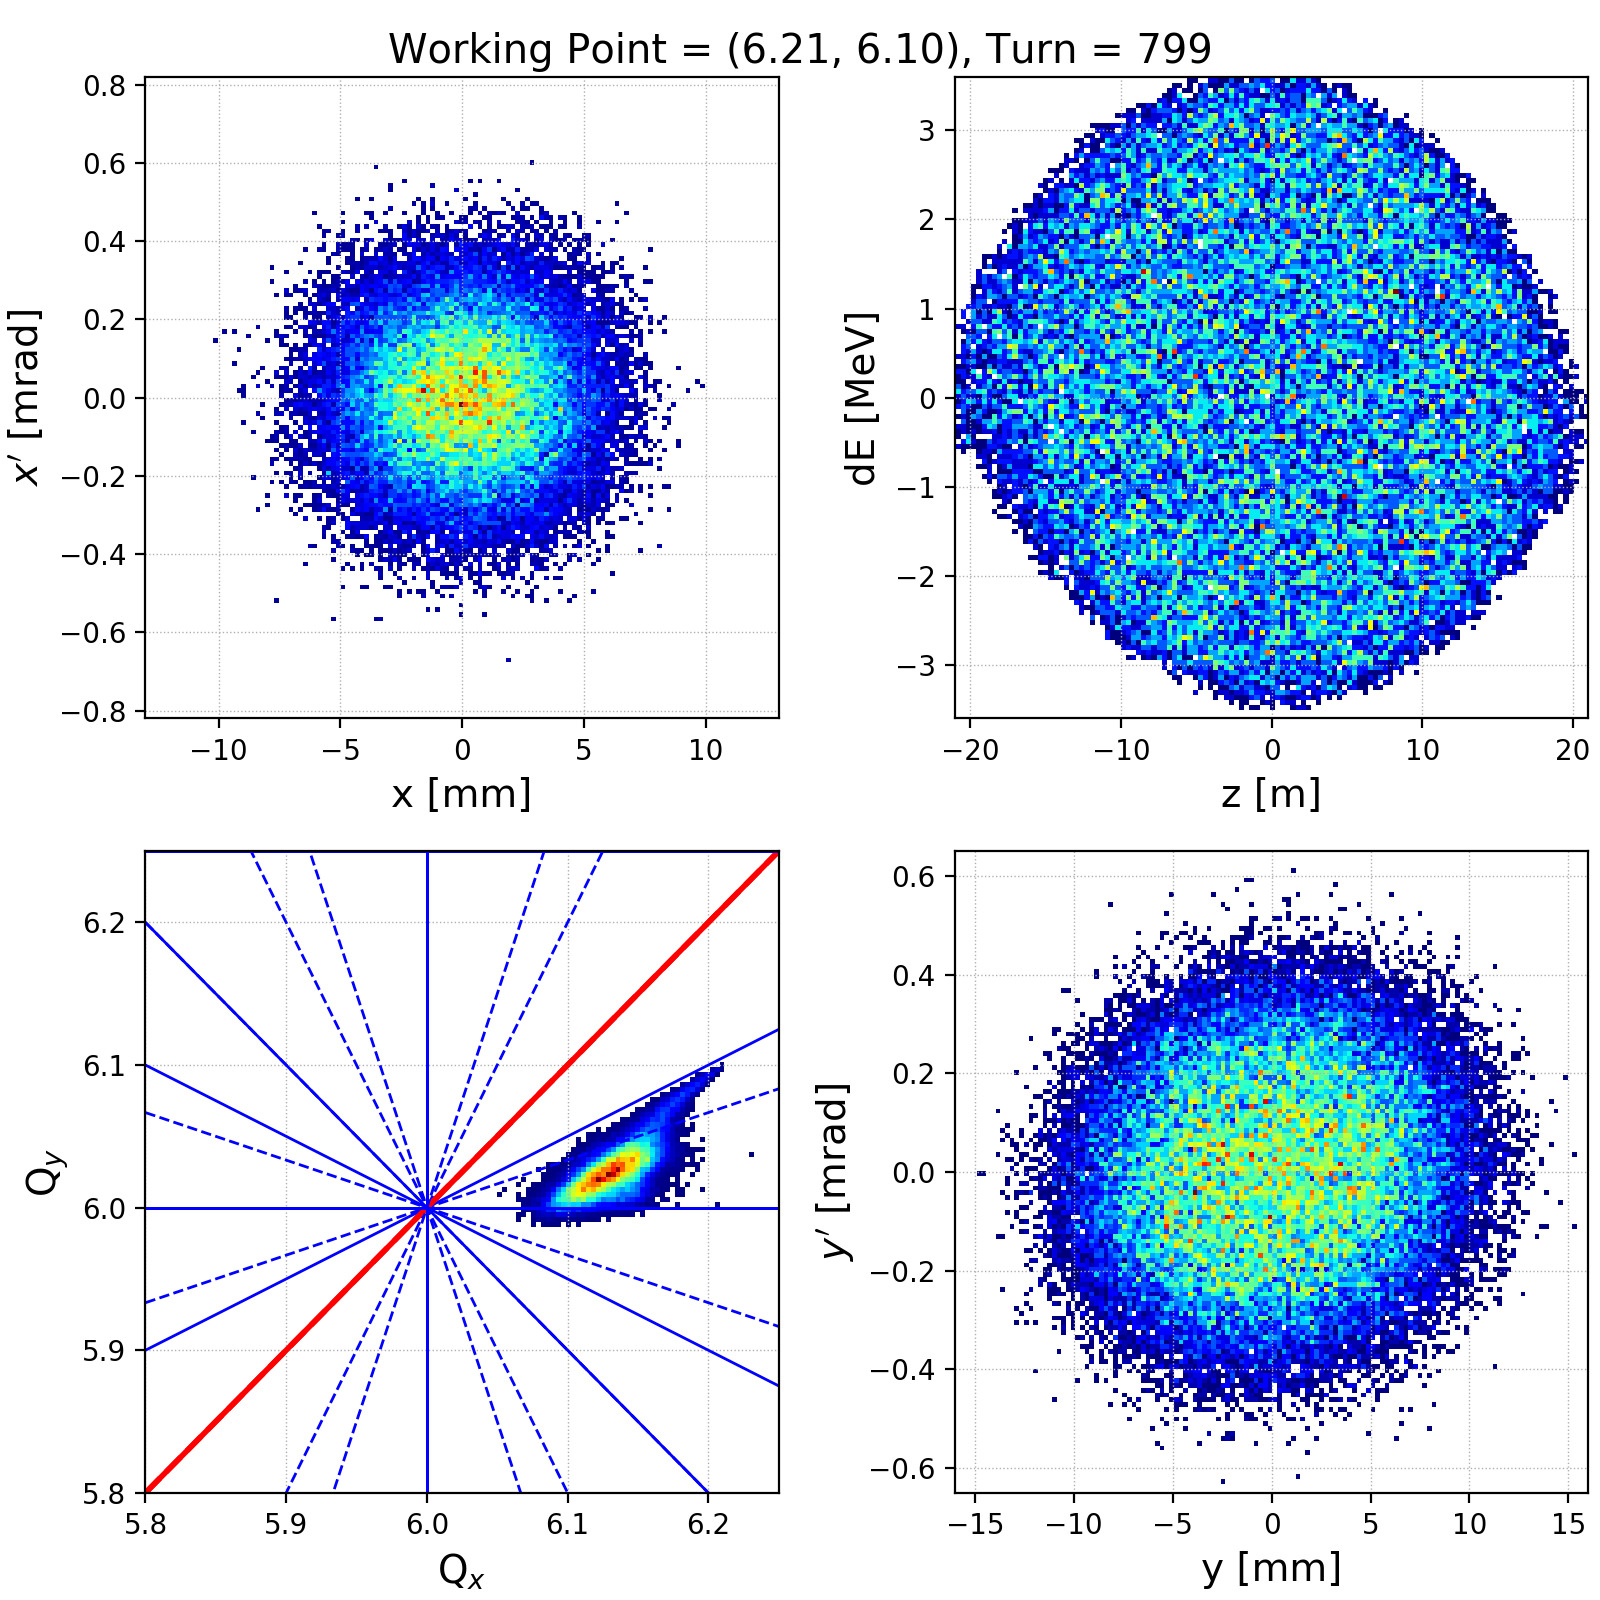 Working Point = (6.21, 6.10), Turn = 799
0.8
0.6
0.4
0.2
0.0
−0.2
−0.4
−0.6
−0.8
x′ [mrad]
−10 −5 0 5 10
x [mm]
3
2
1
0
−1
−2
−3
dE [MeV]
−20 −10 0 10 20
z [m]
6.2
6.1
6.0
5.9
5.8
Qy
5.8 5.9 6.0 6.1 6.2
Qx
0.6
0.4
0.2
0.0
−0.2
−0.4
−0.6
y′ [mrad]
−15 −10 −5 0 5 10 15
y [mm]